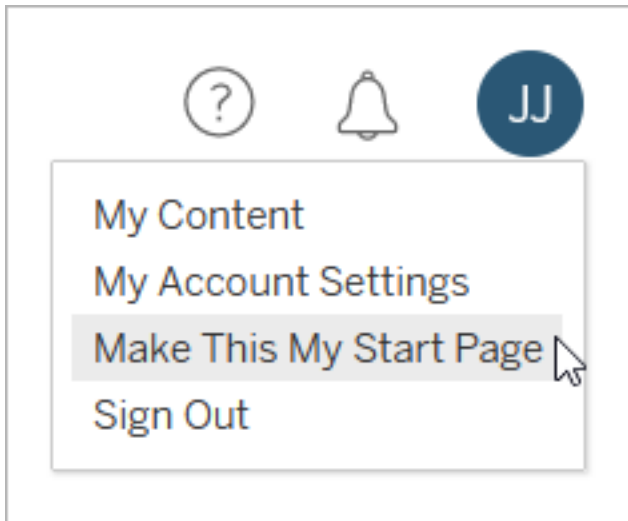 ?
JJ
My Content
My Account Settings
Make This My Start Page
Sign Out